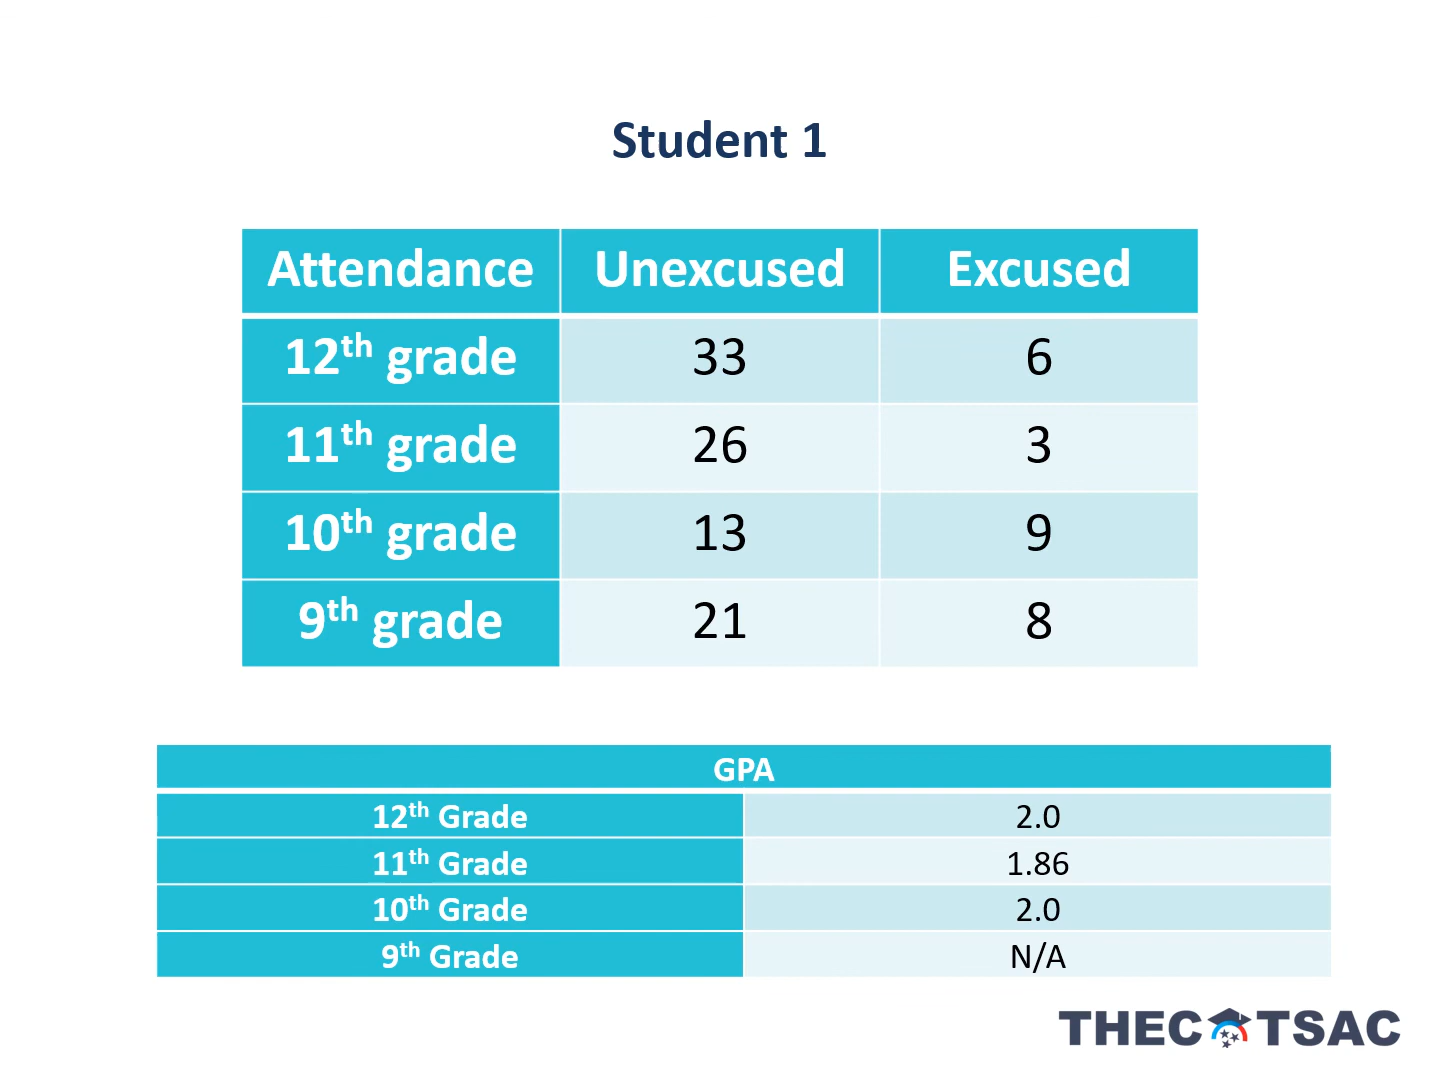 Student 1
Attendance Unexcused Excused
12th grade 33 6
11th grade 26 3
10th grade 13 9
9th grade 21 8
GPA
12th Grade 2.0
11th Grade 1.86
10th Grade 2.0
9th Grade N/A
THEC TSAC